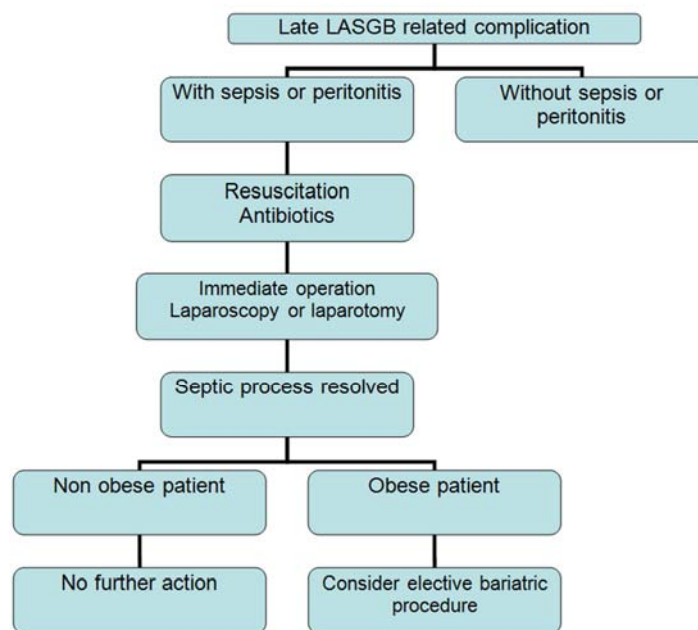 Late LASGB related complication
With sepsis or peritonitis
Without sepsis or
peritonitis
Resuscitation
Antibiotics
Immediate operation
Laparoscopy or laparotomy
Septic process resolved
Non obese patient
Obese patient
No further action
Consider elective bariatric
procedure